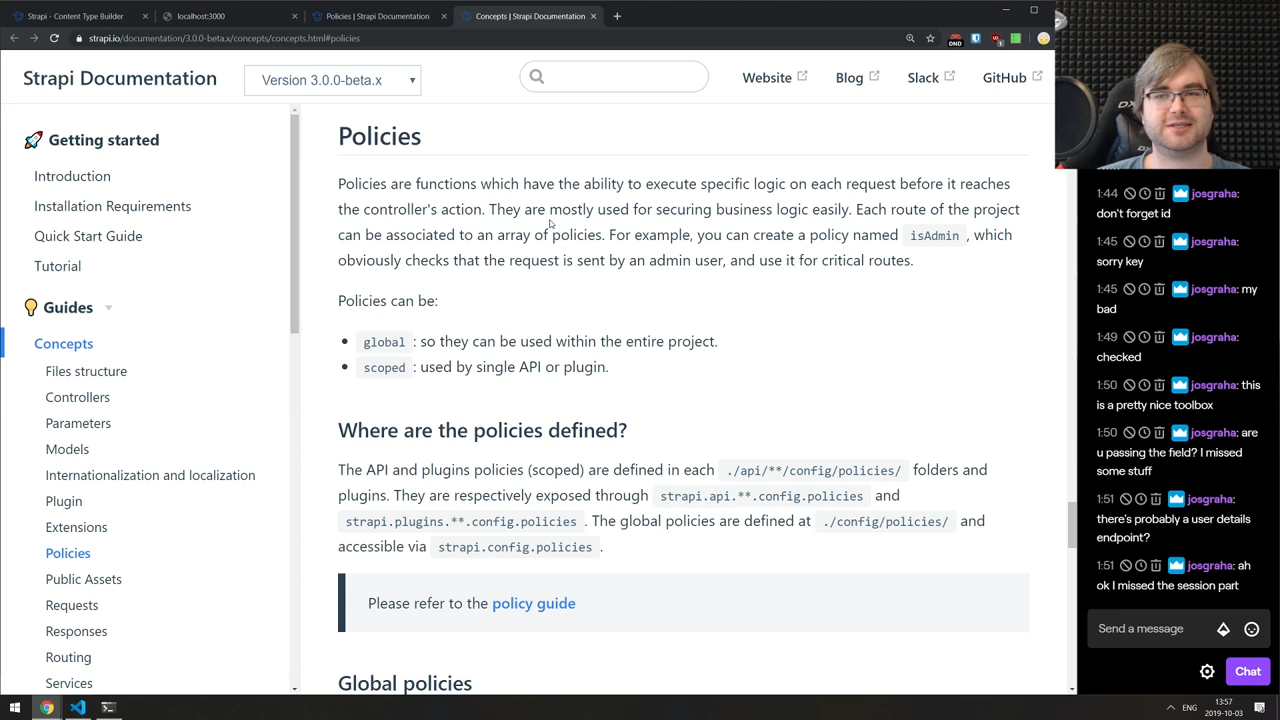 Strapi - Content Type Builder
localhost:3000
Policies | Strapi Documentation
Concepts | Strapi Documentation
strapi.io/documentation/3.0.0-beta.x/concepts/concepts.html#policies
DND
Strapi Documentation
Version 3.0.0-beta.x
Website
Blog
Slack
GitHub
Getting started
Introduction
Installation Requirements
Quick Start Guide
Tutorial
Guides
Concepts
Files structure
Controllers
Parameters
Models
Internationalization and localization
Plugin
Extensions
Policies
Public Assets
Requests
Responses
Routing
Services
Policies
Policies are functions which have the ability to execute specific logic on each request before it reaches
the controller's action. They are mostly used for securing business logic easily. Each route of the project
can be associated to an array of policies. For example, you can create a policy named isAdmin , which
obviously checks that the request is sent by an admin user, and use it for critical routes.
Policies can be:
global : so they can be used within the entire project.
scoped : used by single API or plugin.
Where are the policies defined?
The API and plugins policies (scoped) are defined in each ./api/**/config/policies/ folders and
plugins. They are respectively exposed through strapi.api.**.config.policies and
strapi.plugins.**.config.policies . The global policies are defined at ./config/policies/ and
accessible via strapi.config.policies .
Please refer to the policy guide
Global policies
1:44 josgraha:
don't forget id
1:45 josgraha:
sorry key
1:45 josgraha: my
bad
1:49 josgraha:
checked
1:50 josgraha: this
is a pretty nice toolbox
1:50 josgraha: are
u passing the field? I missed
some stuff
1:51 josgraha:
there's probably a user details
endpoint?
1:51 josgraha: ah
ok I missed the session part
Send a message
Chat
ENG
13:57
2019-10-03